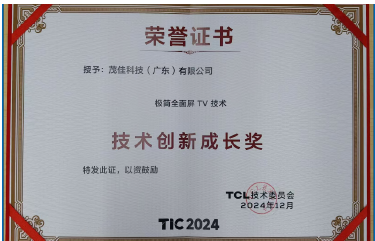 荣誉证书
授予：茂佳科技（广东）有限公司
极简全面屏 TV 技术
技术创新成长奖
特发此证，以资鼓励
TCL技术委员会
2024年12月
TIC2024